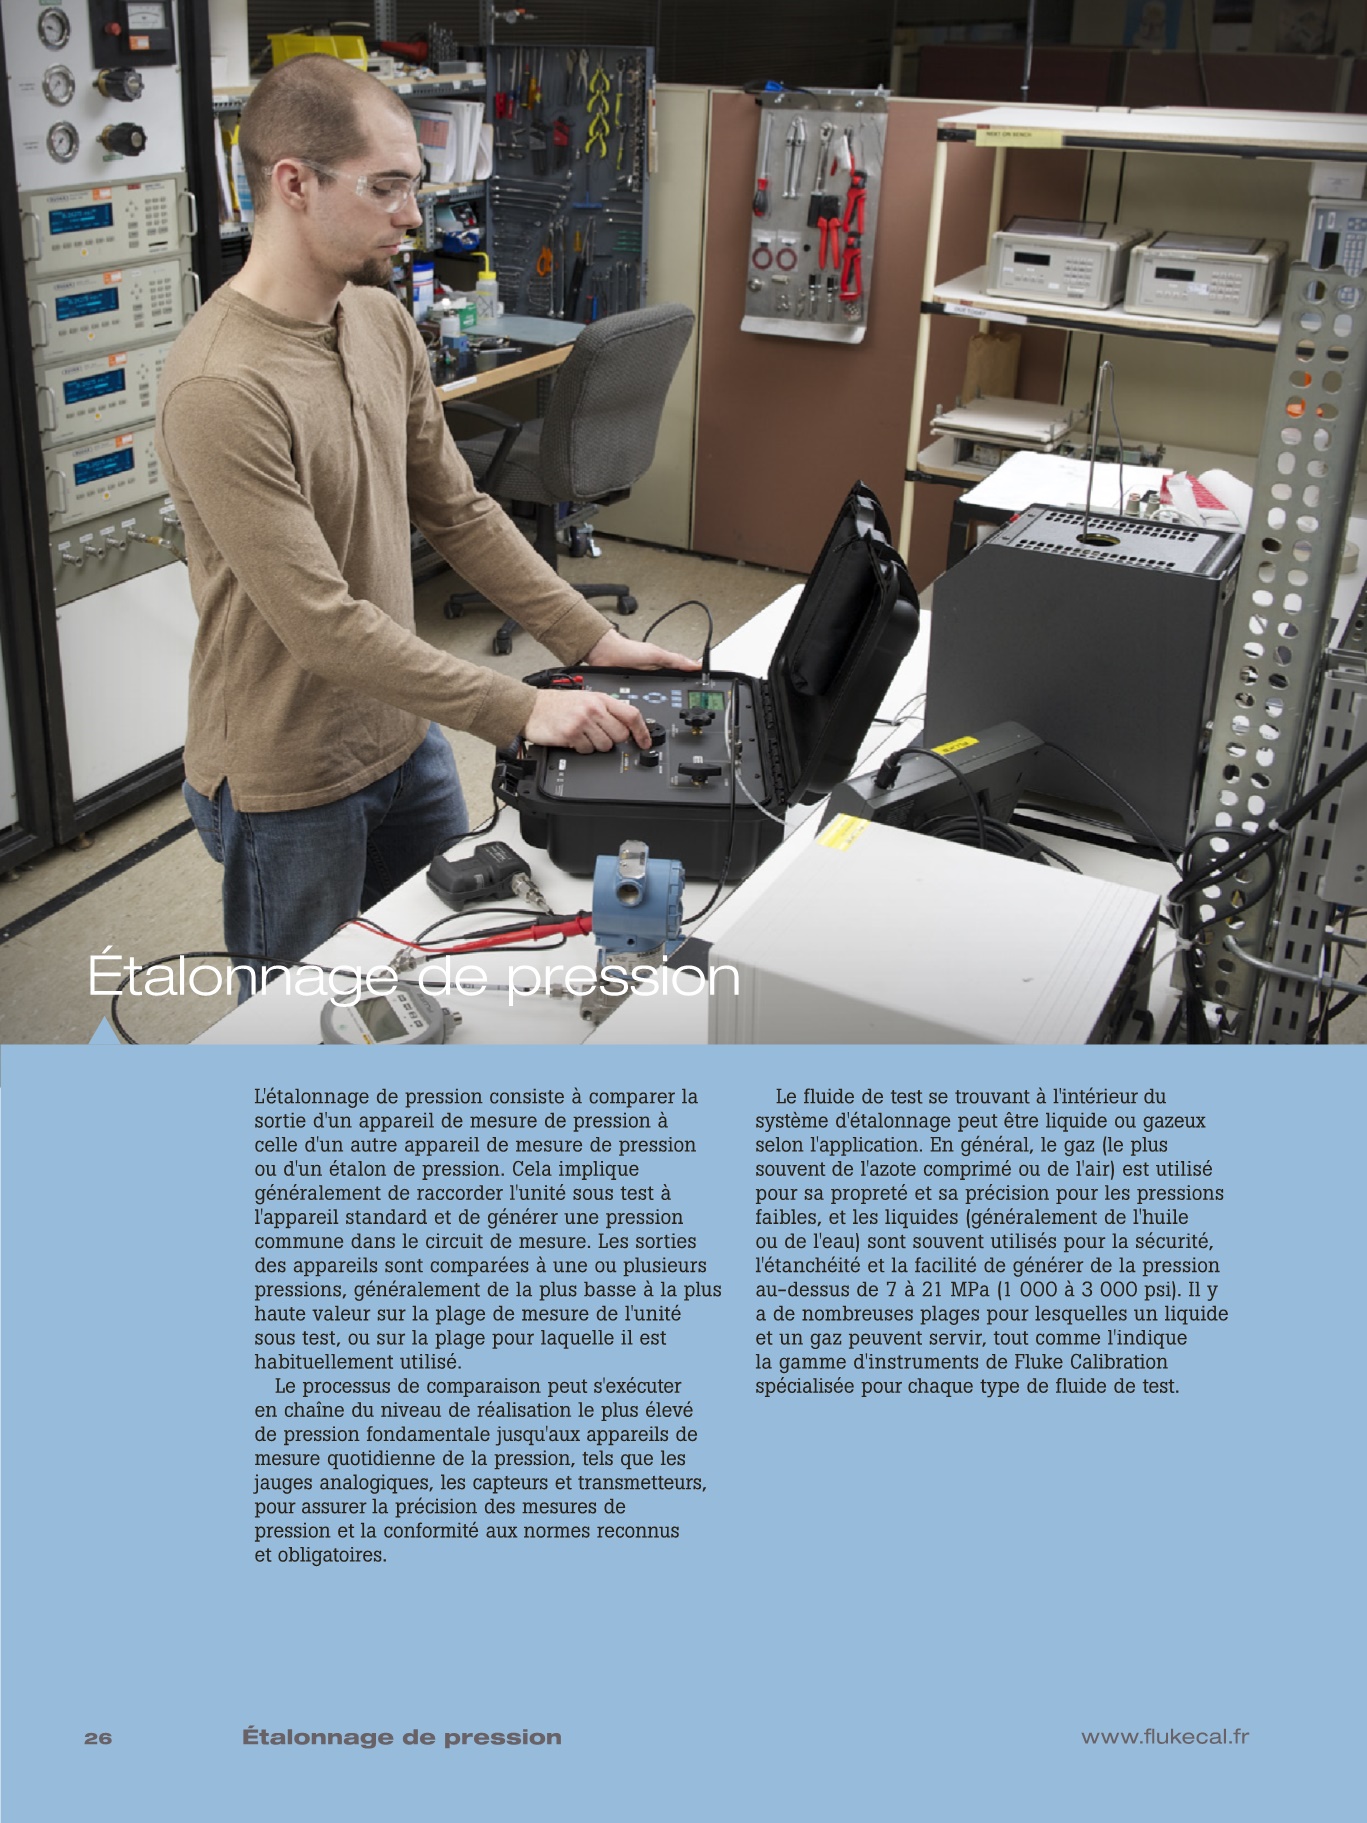 NEXT ON BENCH
DUE TODAY
Étalonnage de pression
L'étalonnage de pression consiste à comparer la
sortie d'un appareil de mesure de pression à
celle d'un autre appareil de mesure de pression
ou d'un étalon de pression. Cela implique
généralement de raccorder l'unité sous test à
l'appareil standard et de générer une pression
commune dans le circuit de mesure. Les sorties
des appareils sont comparées à une ou plusieurs
pressions, généralement de la plus basse à la plus
haute valeur sur la plage de mesure de l'unité
sous test, ou sur la plage pour laquelle il est
habituellement utilisé.
Le processus de comparaison peut s'exécuter
en chaîne du niveau de réalisation le plus élevé
de pression fondamentale jusqu'aux appareils de
mesure quotidienne de la pression, tels que les
jauges analogiques, les capteurs et transmetteurs,
pour assurer la précision des mesures de
pression et la conformité aux normes reconnus
et obligatoires.
Le fluide de test se trouvant à l'intérieur du
système d'étalonnage peut être liquide ou gazeux
selon l'application. En général, le gaz (le plus
souvent de l'azote comprimé ou de l'air) est utilisé
pour sa propreté et sa précision pour les pressions
faibles, et les liquides (généralement de l'huile
ou de l'eau) sont souvent utilisés pour la sécurité,
l'étanchéité et la facilité de générer de la pression
au-dessus de 7 à 21 MPa (1 000 à 3 000 psi). Il y
a de nombreuses plages pour lesquelles un liquide
et un gaz peuvent servir, tout comme l'indique
la gamme d'instruments de Fluke Calibration
spécialisée pour chaque type de fluide de test.
26
Étalonnage de pression
www.flukecal.fr